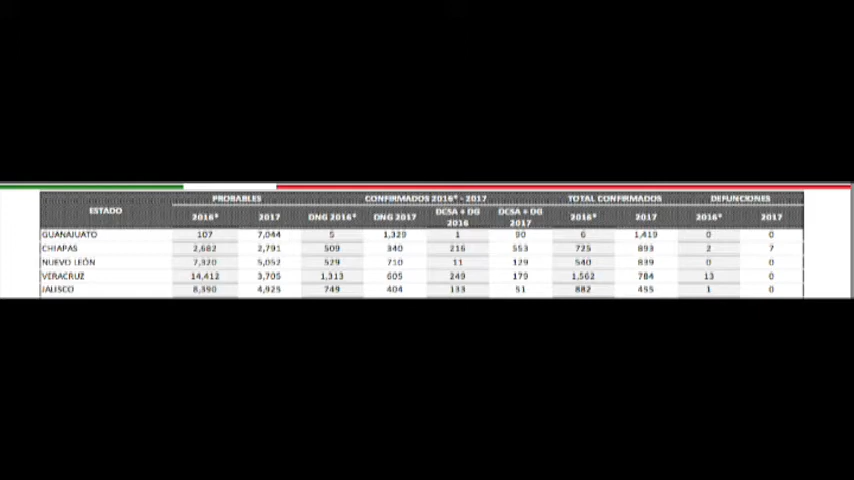 ESTADO PROBABLES CONFIRMADOS 2016* - 2017 TOTAL CONFIRMADOS DEFUNCIONES
2016* 2017 DNG 2016* DNG 2017 DCSA + DG 2016 DCSA + DG 2017 2016* 2017 2016* 2017
GUANAJUATO 107 7,044 5 1,329 1 90 6 1,419 0 0
CHIAPAS 2,682 2,791 509 340 216 553 725 893 2 7
NUEVO LEÓN 7,320 5,052 529 710 11 129 540 839 0 0
VERACRUZ 14,412 3,705 1,313 605 249 179 1,562 784 13 0
JALISCO 8,390 4,925 749 404 133 51 882 455 1 0